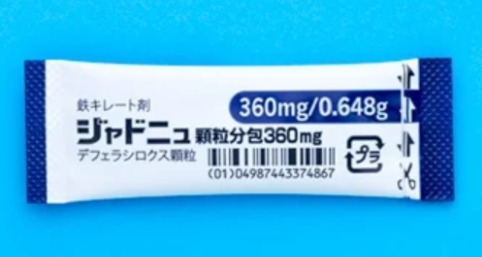 鉄キレート剤
360mg/0.648g
ジャドニュ 顆粒分包360mg
デフェラシロクス顆粒
(01)04987443374867
プラ